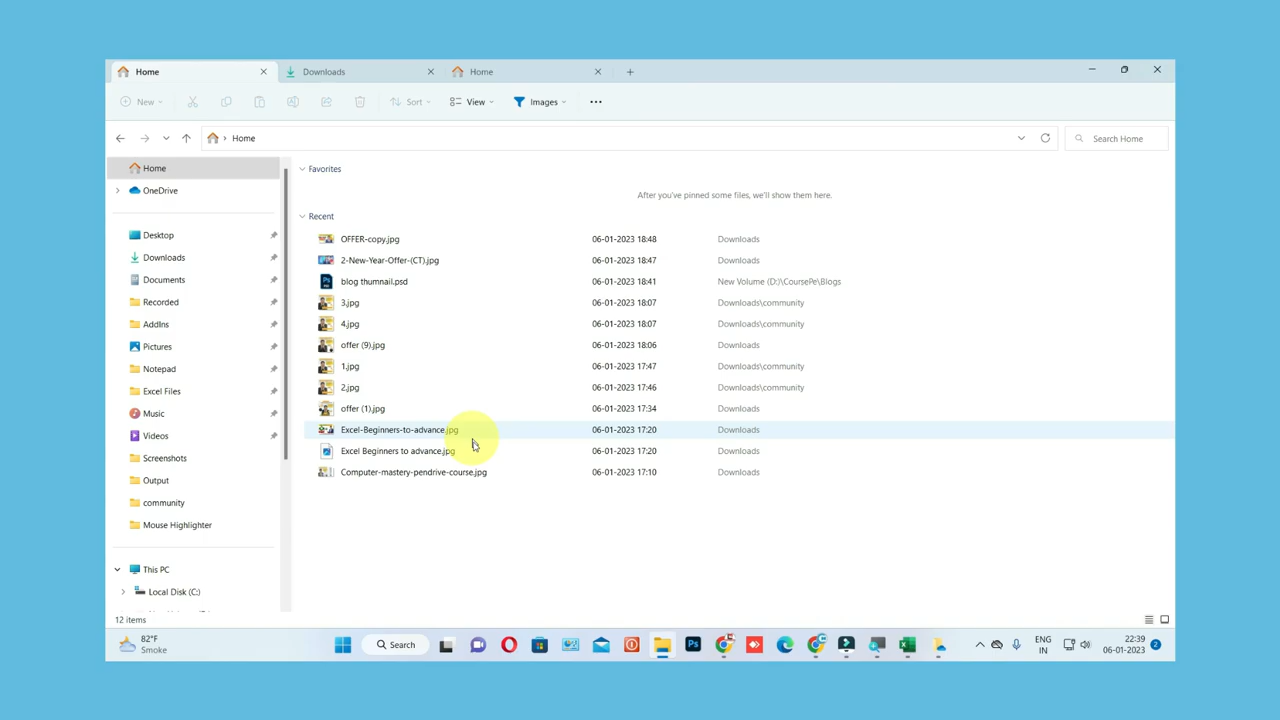 Home
Downloads
Home
New
Sort
View
Images
Home
Search Home
Home
OneDrive
Desktop
Downloads
Documents
Recorded
AddIns
Pictures
Notepad
Excel Files
Music
Videos
Screenshots
Output
community
Mouse Highlighter
This PC
Local Disk (C:)
Favorites
After you've pinned some files, we'll show them here.
Recent
OFFER-copy.jpg 06-01-2023 18:48 Downloads
2-New-Year-Offer-(CT).jpg 06-01-2023 18:47 Downloads
blog thumnail.psd 06-01-2023 18:41 New Volume (D:)\CoursePe\Blogs
3.jpg 06-01-2023 18:07 Downloads\community
4.jpg 06-01-2023 18:07 Downloads\community
offer (9).jpg 06-01-2023 18:06 Downloads
1.jpg 06-01-2023 17:47 Downloads\community
2.jpg 06-01-2023 17:46 Downloads\community
offer (1).jpg 06-01-2023 17:34 Downloads
Excel-Beginners-to-advance.jpg 06-01-2023 17:20 Downloads
Excel Beginners to advance.jpg 06-01-2023 17:20 Downloads
Computer-mastery-pendrive-course.jpg 06-01-2023 17:10 Downloads
12 items
82°F
Smoke
Search
Ps
ENG
IN
22:39
06-01-2023
2